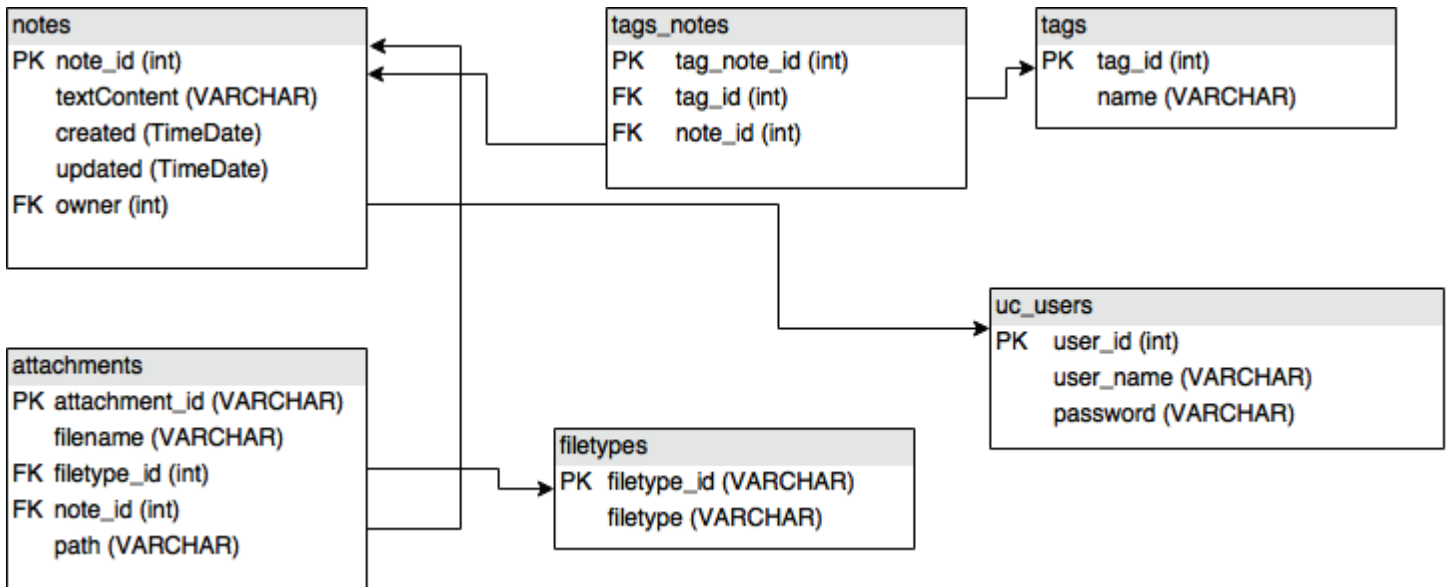 notes
PK note_id (int)
textContent (VARCHAR)
created (TimeDate)
updated (TimeDate)
FK owner (int)
tags_notes
PK tag_note_id (int)
FK tag_id (int)
FK note_id (int)
tags
PK tag_id (int)
name (VARCHAR)
uc_users
PK user_id (int)
user_name (VARCHAR)
password (VARCHAR)
attachments
PK attachment_id (VARCHAR)
filename (VARCHAR)
FK filetype_id (int)
FK note_id (int)
path (VARCHAR)
filetypes
PK filetype_id (VARCHAR)
filetype (VARCHAR)